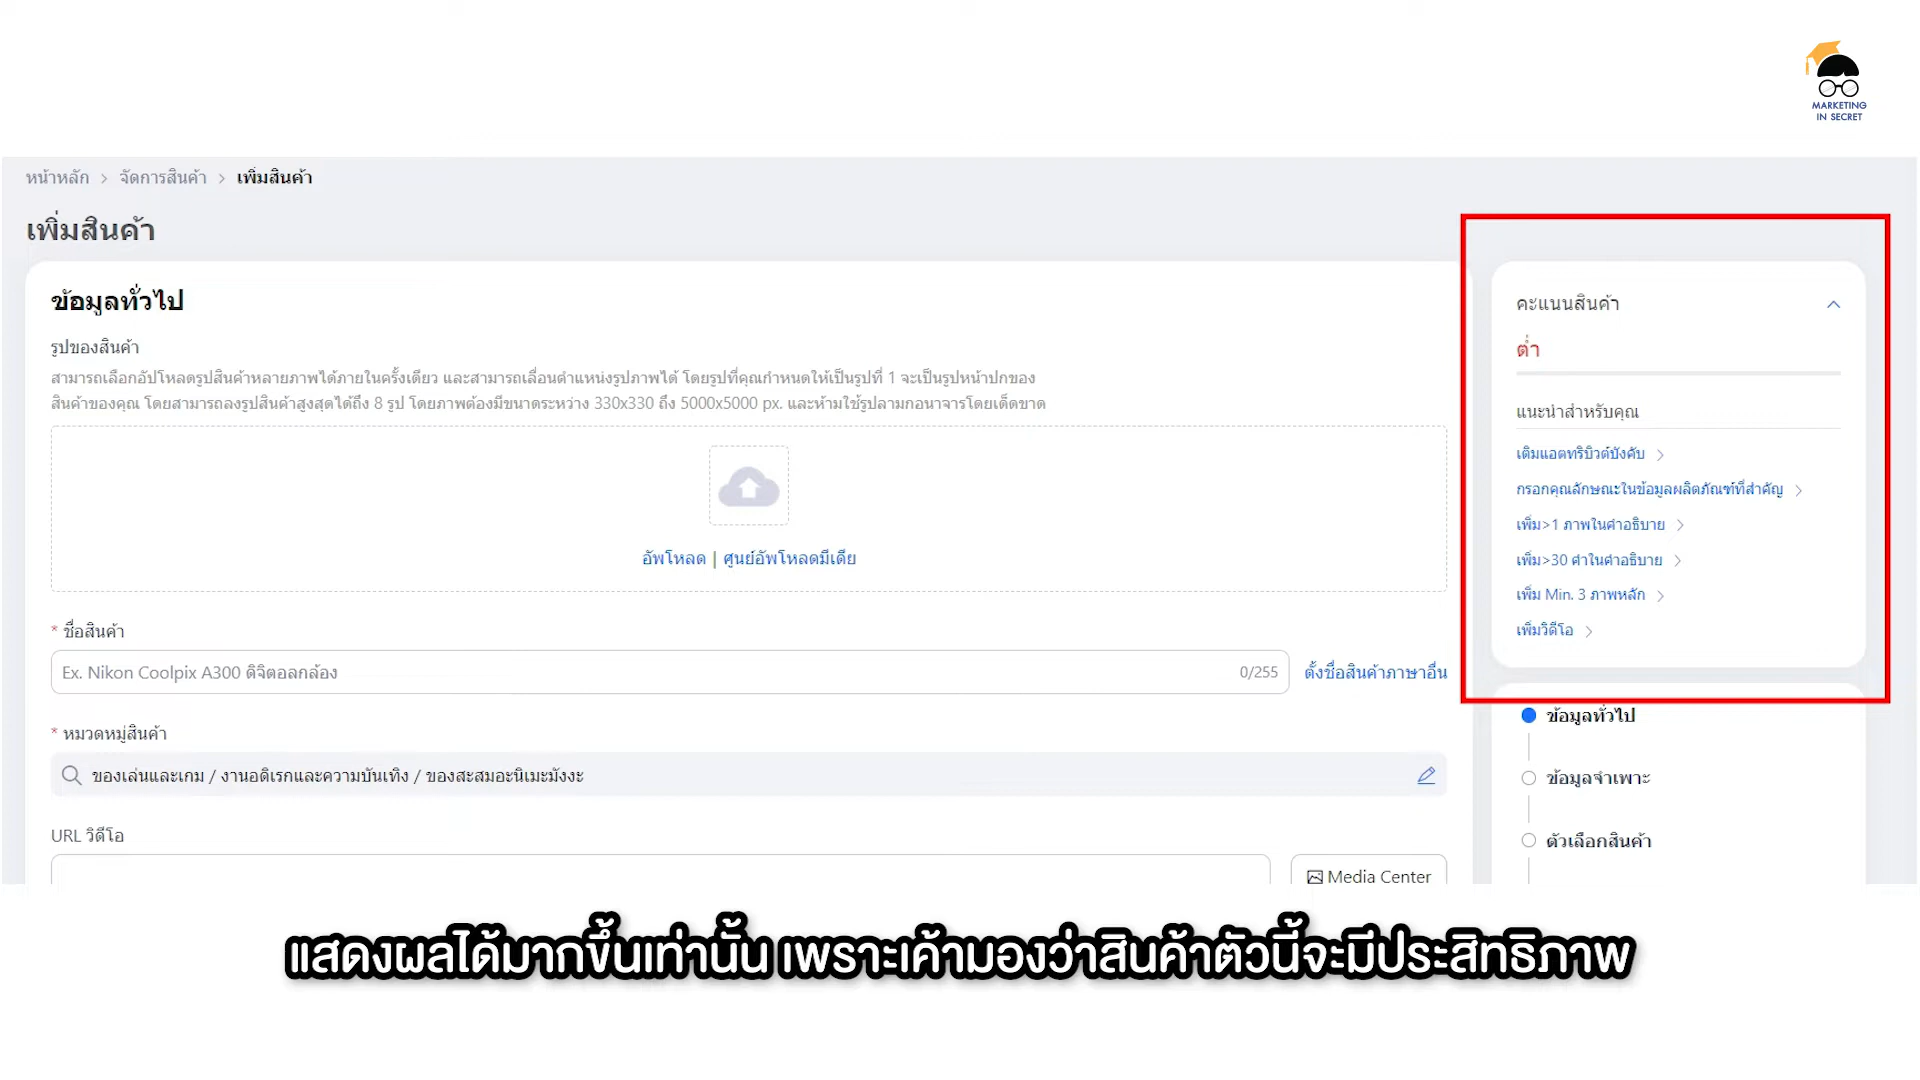 MARKETING
IN SECRET
หน้าหลัก > จัดการสินค้า > เพิ่มสินค้า
เพิ่มสินค้า
ข้อมูลทั่วไป
รูปของสินค้า
สามารถเลือกอัปโหลดรูปสินค้าหลายภาพได้ภายในครั้งเดียว และสามารถเลื่อนตำแหน่งรูปภาพได้ โดยรูปที่คุณกำหนดให้เป็นรูปที่ 1 จะเป็นรูปหน้าปกของ
สินค้าของคุณ โดยสามารถลงรูปสินค้าสูงสุดได้ถึง 8 รูป โดยภาพต้องมีขนาดระหว่าง 330x330 ถึง 5000x5000 px. และห้ามใช้รูปลามกอนาจารโดยเด็ดขาด
อัพโหลด | ศูนย์อัพโหลดมีเดีย
* ชื่อสินค้า
Ex. Nikon Coolpix A300 ดิจิตอลกล้อง 0/255 ตั้งชื่อสินค้าภาษาอื่น
* หมวดหมู่สินค้า
ของเล่นและเกม / งานอดิเรกและความบันเทิง / ของสะสมอะนิเมะมังงะ
URL วิดีโอ
Media Center
คะแนนสินค้า
ต่ำ
แนะนำสำหรับคุณ
เติมแอตทริบิวต์บังคับ >
กรอกคุณลักษณะในข้อมูลผลิตภัณฑ์ที่สำคัญ >
เพิ่ม>1 ภาพในคำอธิบาย >
เพิ่ม>30 คำในคำอธิบาย >
เพิ่ม Min. 3 ภาพหลัก >
เพิ่มวิดีโอ >
ข้อมูลทั่วไป
ข้อมูลจำเพาะ
ตัวเลือกสินค้า
แสดงผลได้มากขึ้นเท่านั้น เพราะเค้ามองว่าสินค้าตัวนี้จะมีประสิทธิภาพ